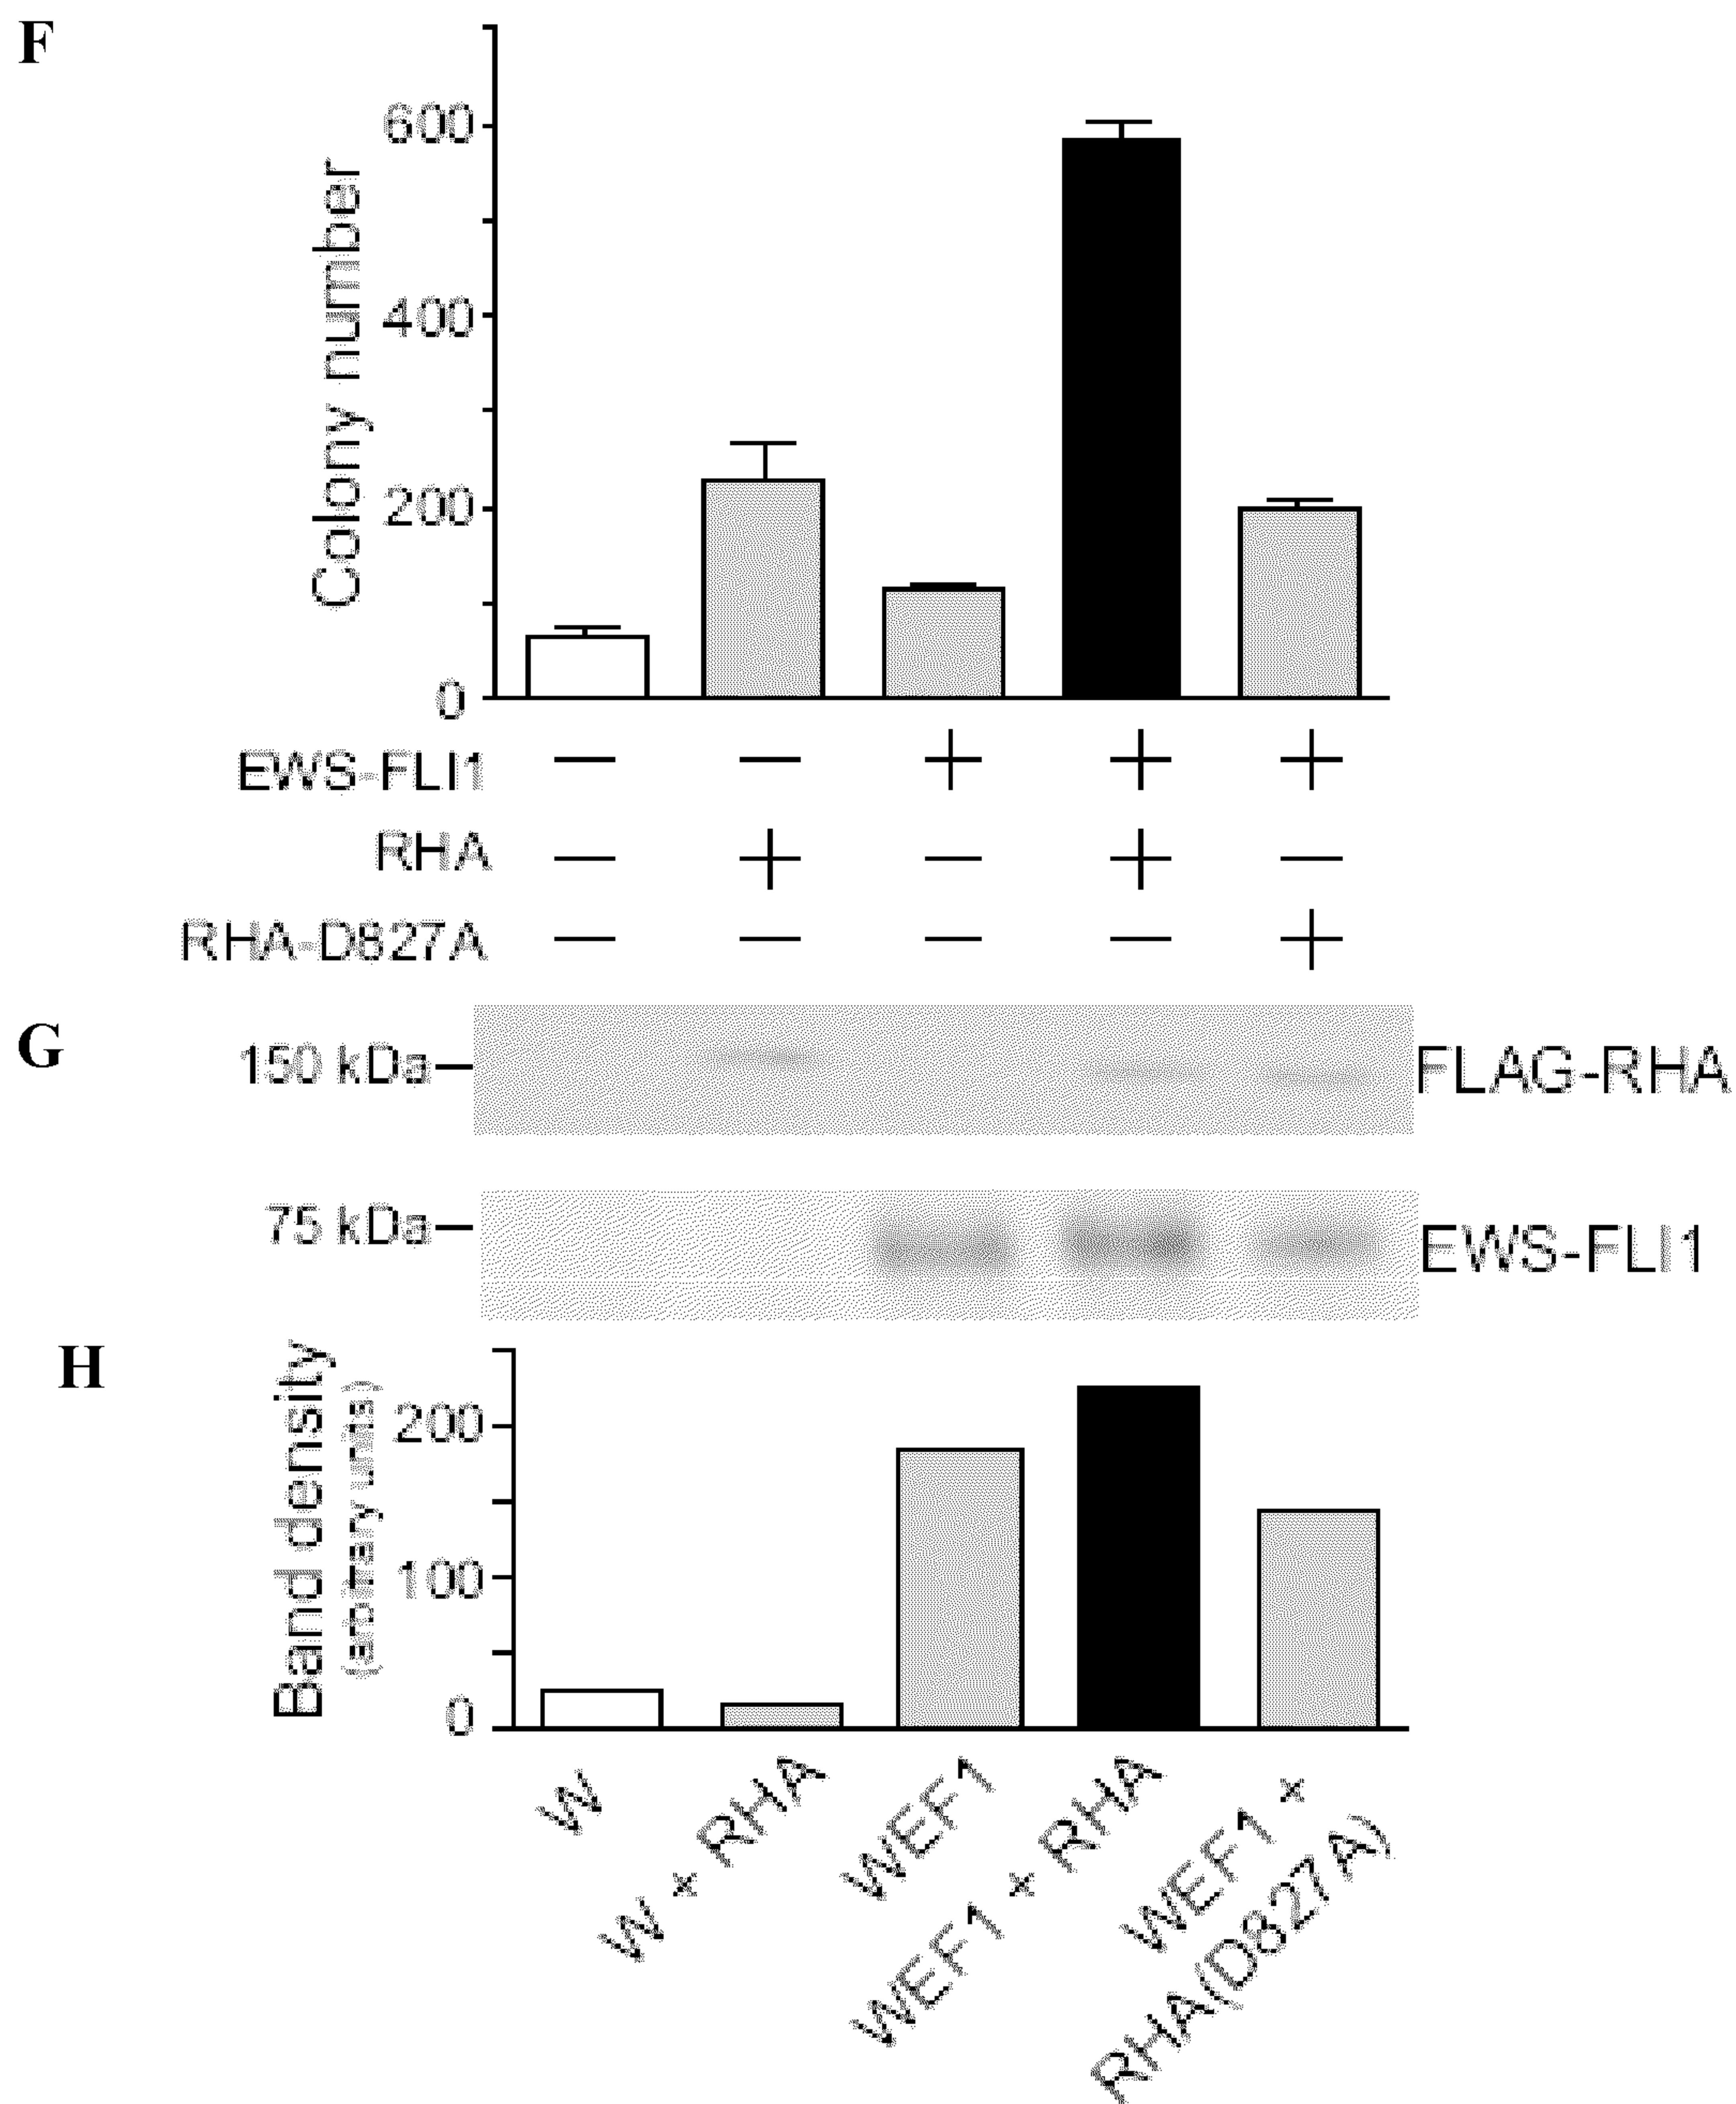 F
Colony number
600
400
200
0
EWS-FLI1 — — + + +
RHA — + — + —
RHA-D827A — — — — +
G
150 kDa
FLAG-RHA
75 kDa
EWS-FLI1
H
Band density
(arbitrary units)
200
100
0
W
W + RHA
WEF1
WEF1 + RHA
WEF1 +
RHA(D827A)